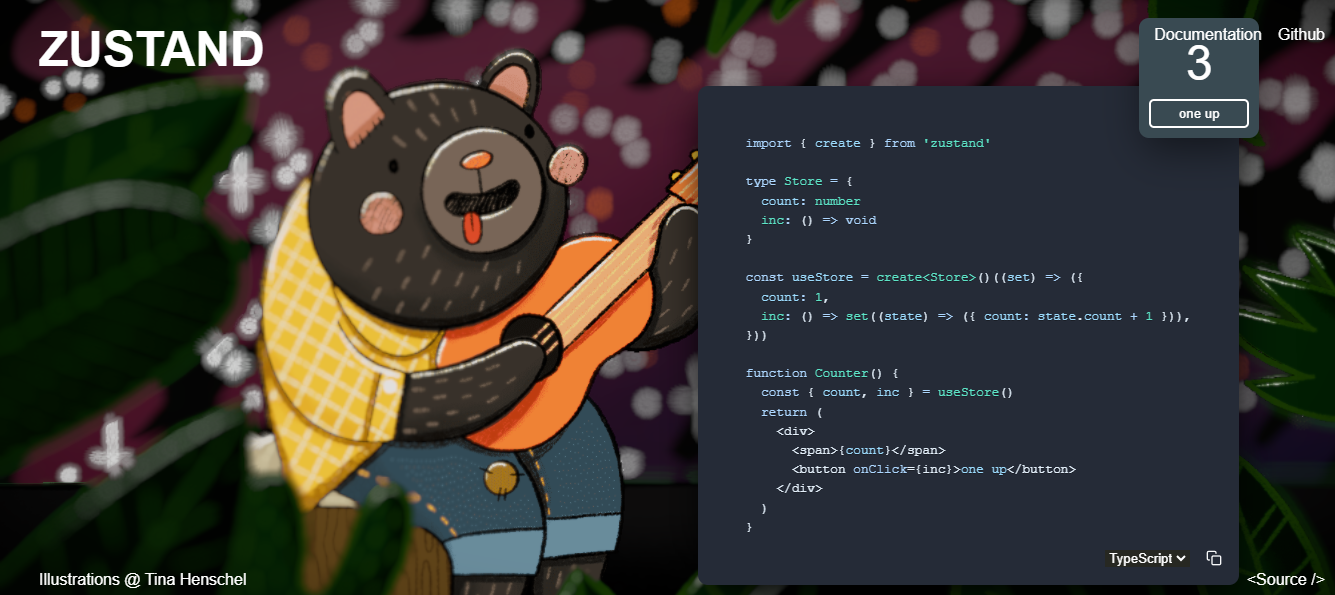 ZUSTAND
Documentation Github
3
one up
import { create } from 'zustand'
type Store = {
  count: number
  inc: () => void
}
const useStore = create<Store>()((set) => ({
  count: 1,
  inc: () => set((state) => ({ count: state.count + 1 })),
}))
function Counter() {
  const { count, inc } = useStore()
  return (
    <div>
      <span>{count}</span>
      <button onClick={inc}>one up</button>
    </div>
  )
}
TypeScript
Illustrations @ Tina Henschel
<Source />